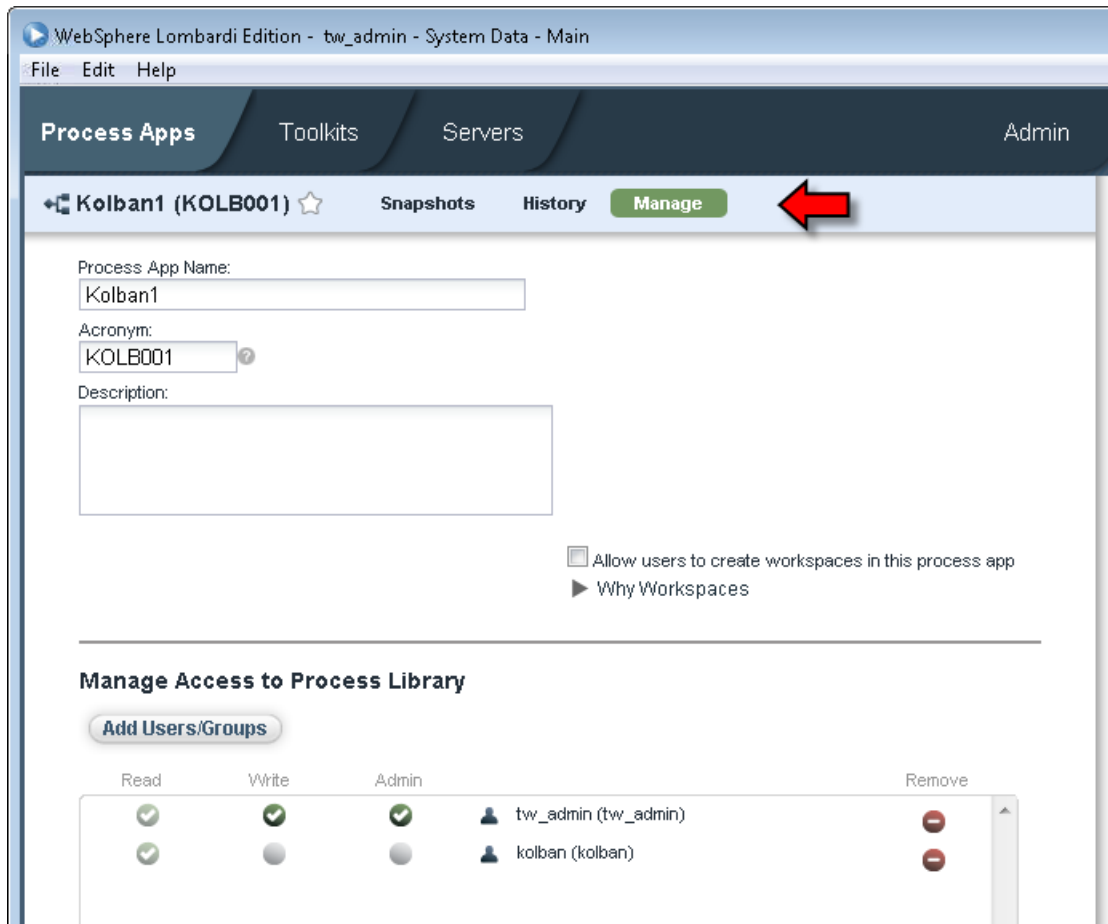 WebSphere Lombardi Edition - tw_admin - System Data - Main
File Edit Help
Process Apps Toolkits Servers Admin
Kolban1 (KOLB001) Snapshots History Manage
Process App Name:
Kolban1
Acronym:
KOLB001 ?
Description:
Allow users to create workspaces in this process app
Why Workspaces
Manage Access to Process Library
Add Users/Groups
Read Write Admin Remove
tw_admin (tw_admin)
kolban (kolban)